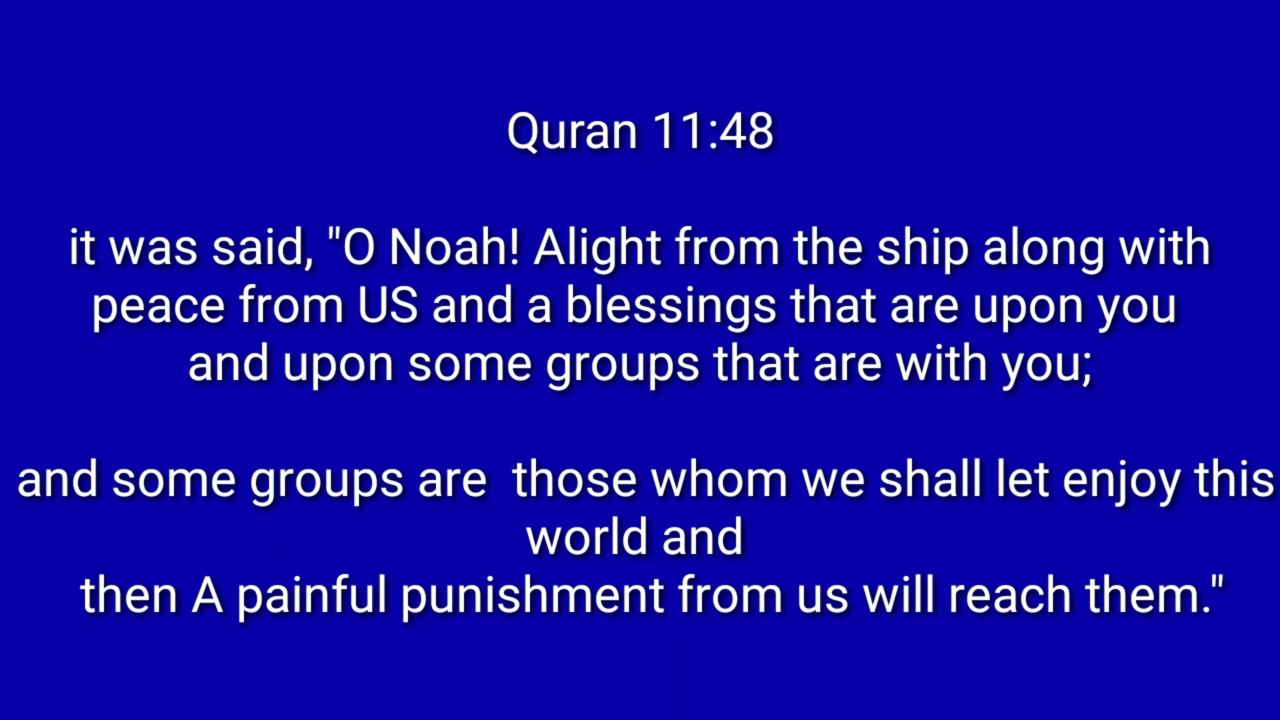 Quran 11:48
it was said, "O Noah! Alight from the ship along with
peace from US and a blessings that are upon you
and upon some groups that are with you;
and some groups are  those whom we shall let enjoy this
world and
then A painful punishment from us will reach them."